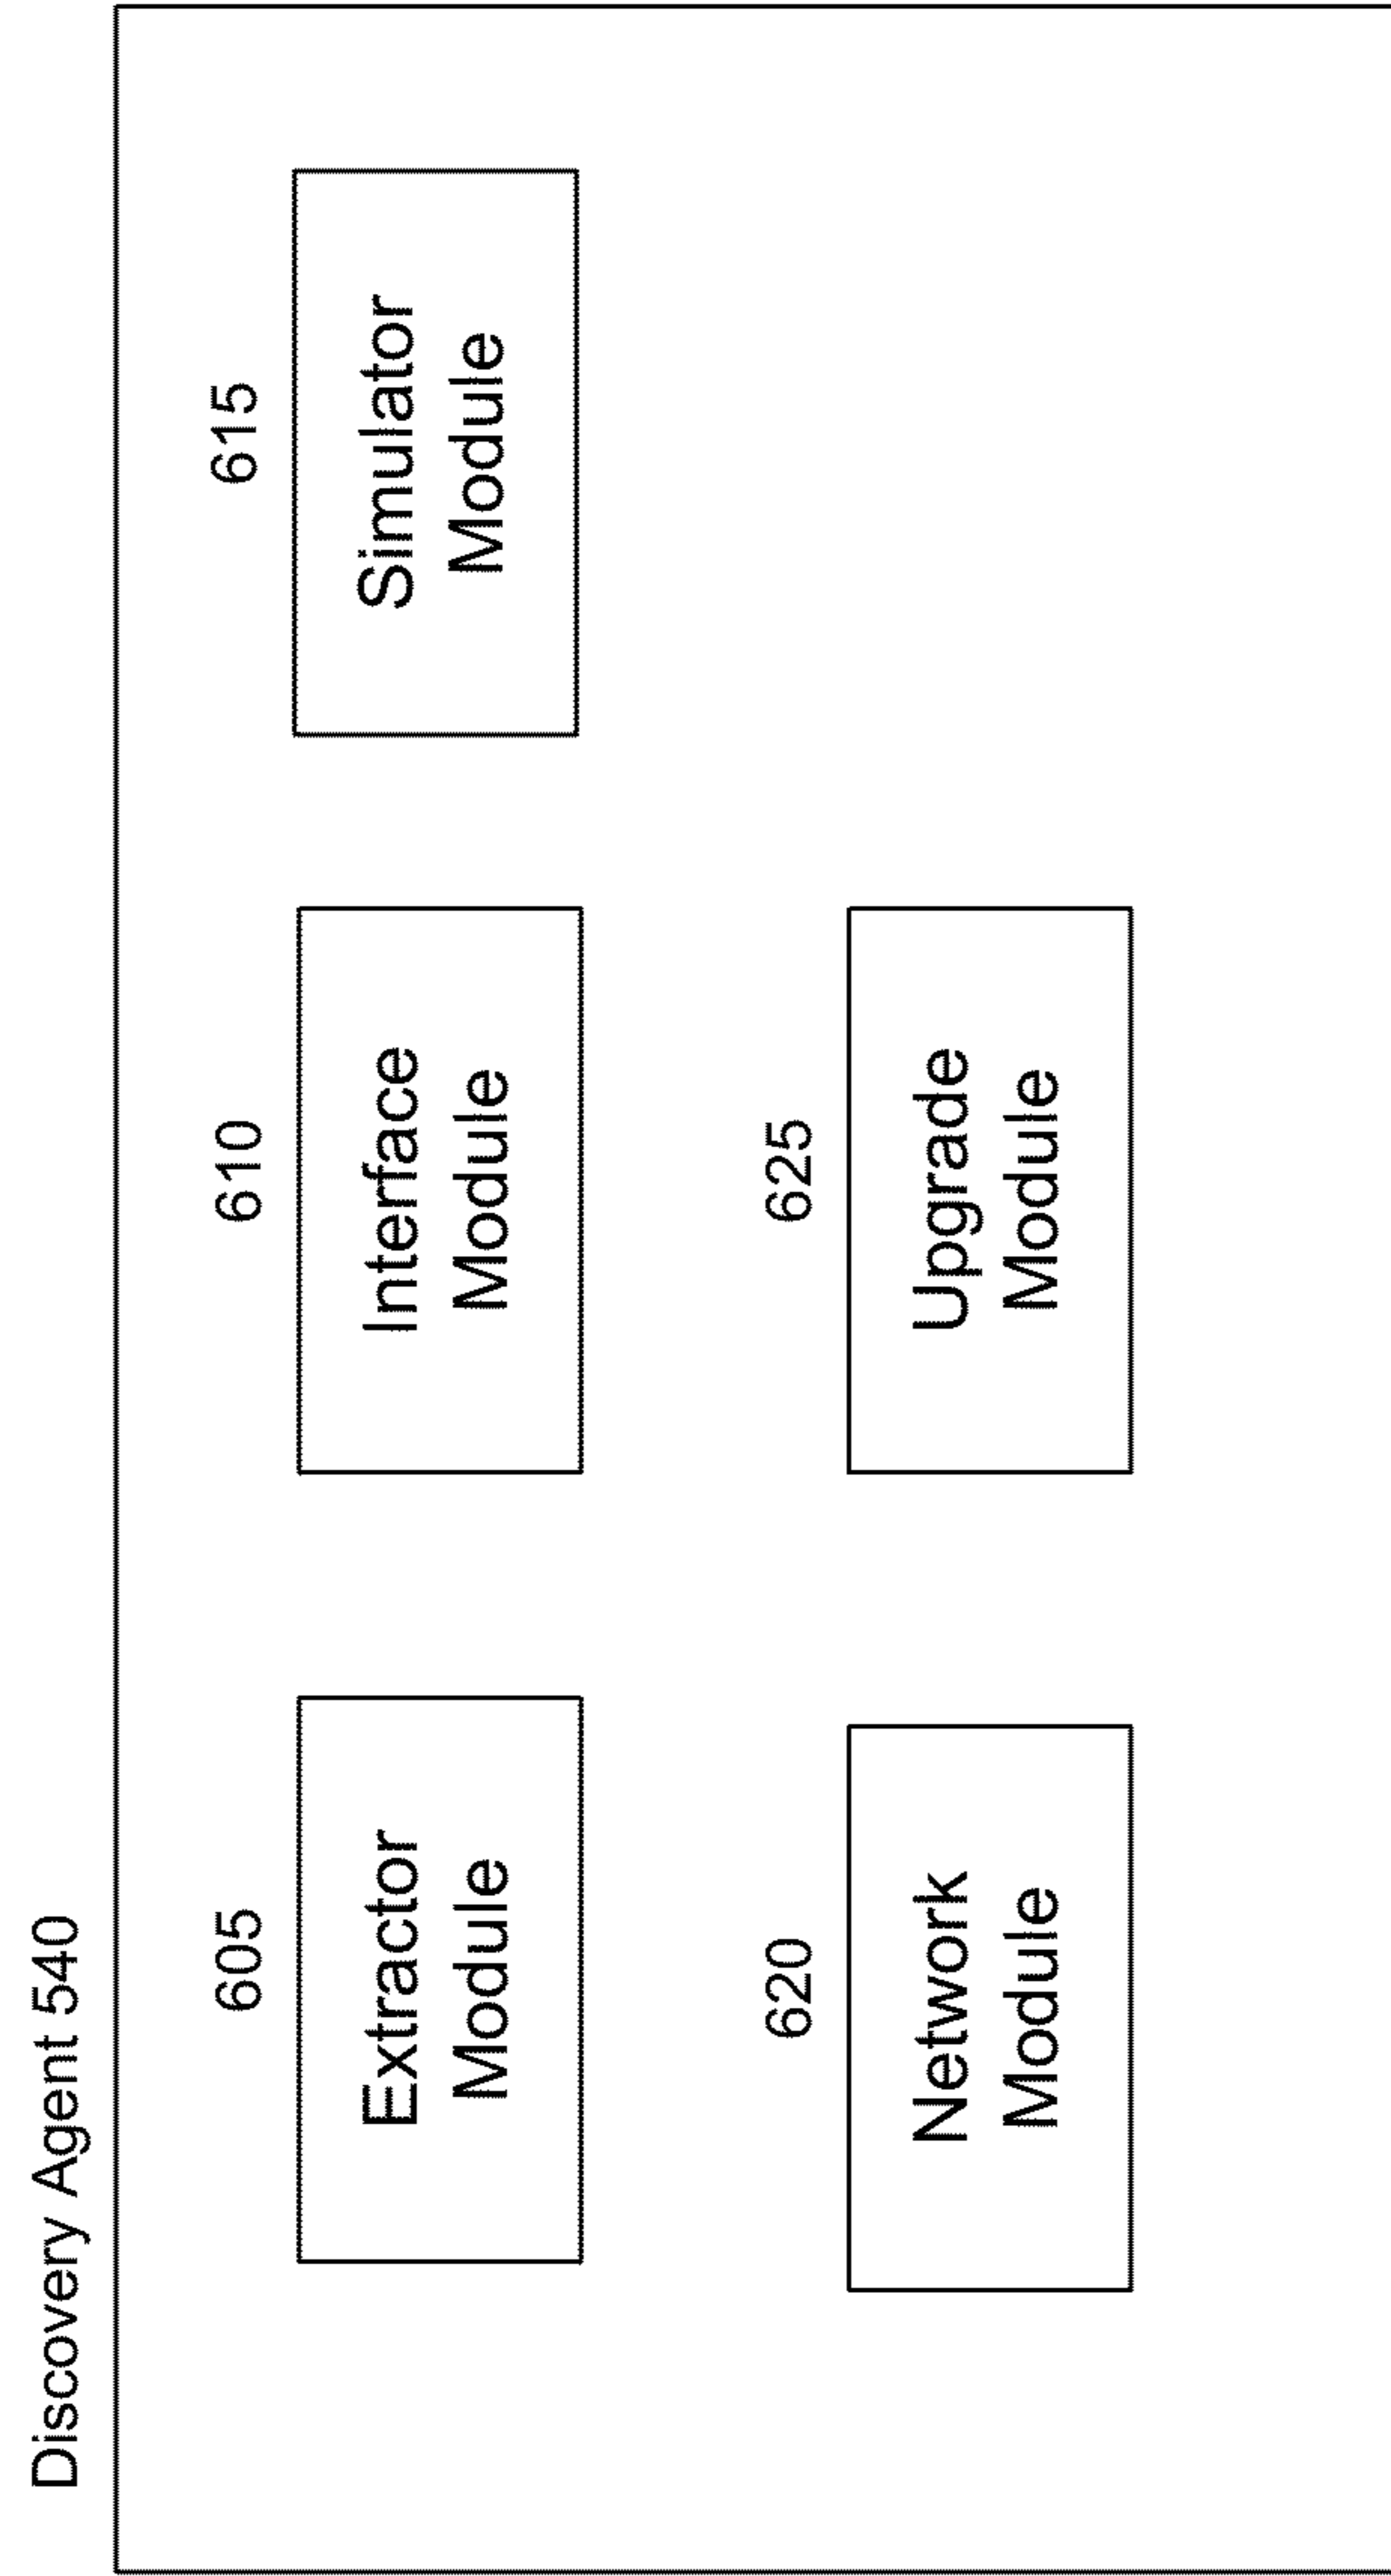 Discovery Agent 540
605
Extractor
Module
610
Interface
Module
615
Simulator
Module
620
Network
Module
625
Upgrade
Module